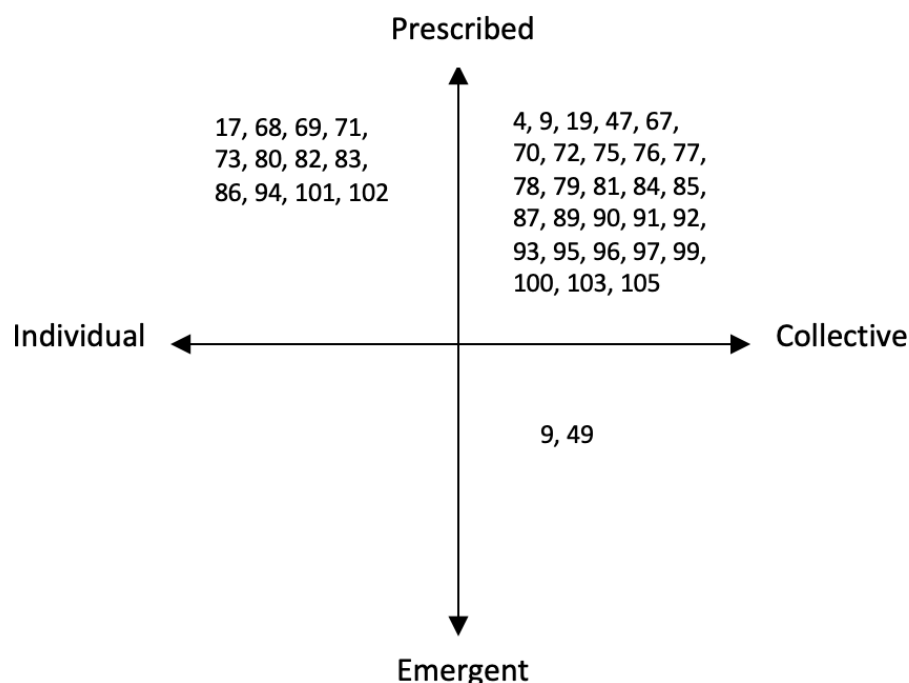 Prescribed
17, 68, 69, 71,
73, 80, 82, 83,
86, 94, 101, 102
4, 9, 19, 47, 67,
70, 72, 75, 76, 77,
78, 79, 81, 84, 85,
87, 89, 90, 91, 92,
93, 95, 96, 97, 99,
100, 103, 105
Individual
Collective
9, 49
Emergent